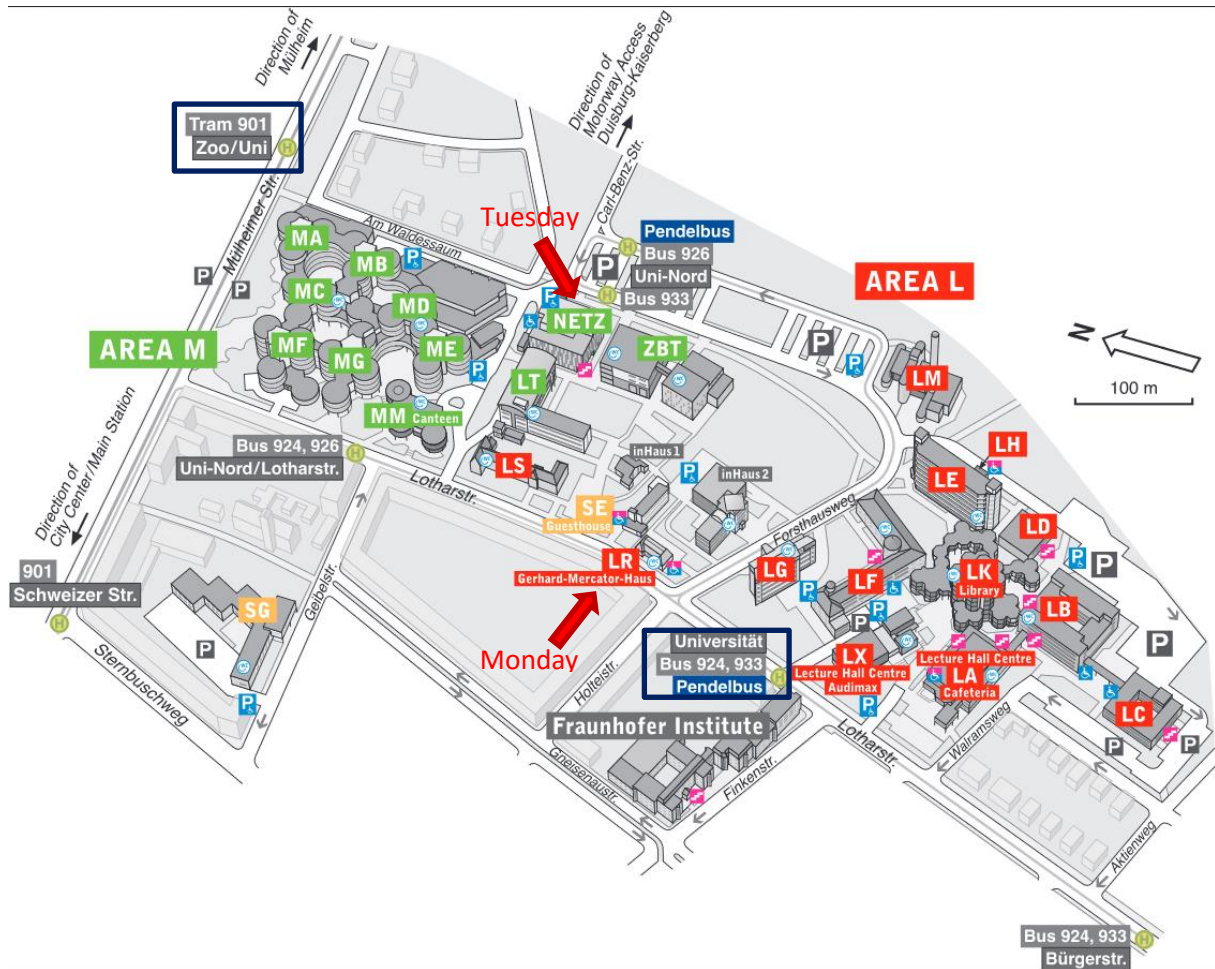 Direction of
Mülheim
Direction of
Motorway Access
Duisburg-Kaiserberg
Tram 901
Zoo/Uni
H
Mülheimer Str.
Carl-Benz-Str.
Tuesday
Am Waldessaum
Pendelbus
Bus 926
Uni-Nord
Bus 933
H
H
P
AREA L
MA
MB
MC
MD
MF
MG
ME
MM Canteen
AREA M
P
P
P
P
P
NETZ
ZBT
LT
LS
P
P
LM
N
100 m
Bus 924, 926
Uni-Nord/Lotharstr.
H
Lotharstr.
inHaus 1
inHaus 2
P
SE
Guesthouse
LR
Gerhard-Mercator-Haus
Forsthausweg
LH
LE
LD
LG
LF
LK
Library
LB
P
P
P
P
P
P
Direction of
City Center/Main Station
901
Schweizer Str.
H
SG
P
P
Geibelstr.
Sternbuschweg
Monday
Holteistr.
Universität
Bus 924, 933
Pendelbus
H
LX
Lecture Hall Centre
Audimax
Lecture Hall Centre
LA
Cafeteria
LC
P
P
P
Fraunhofer Institute
Gneisenaustr.
Finkenstr.
Lotharstr.
Walramsweg
Aktienweg
Bus 924, 933
Bürgerstr.
H